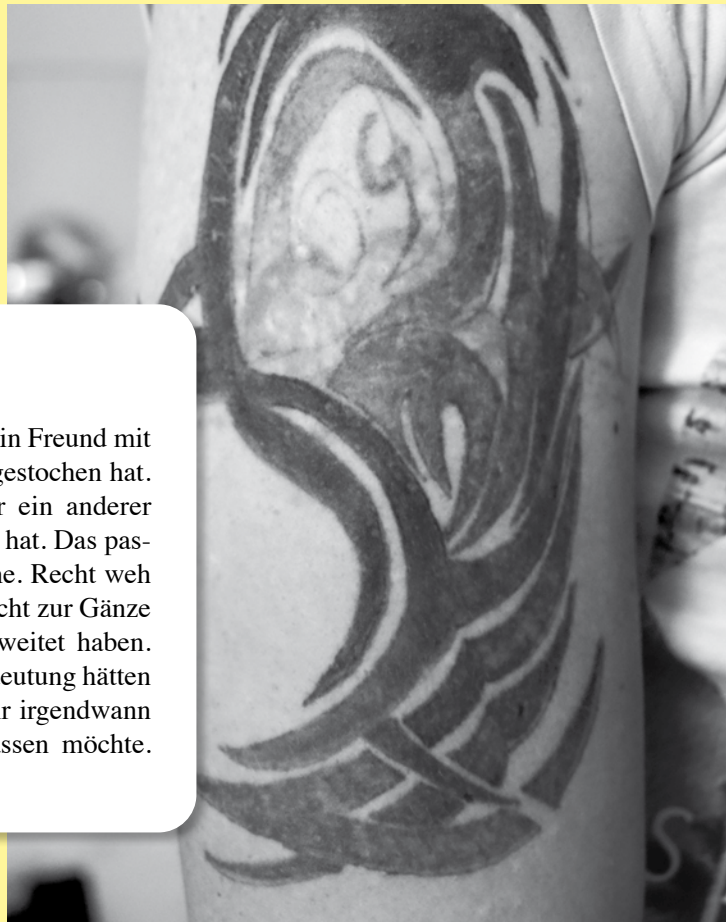 in Freund mit
gestochen hat.
r ein anderer
hat. Das pas-
ne. Recht weh
cht zur Gänze
weitet haben.
eutung hätten
r irgendwann
ssen möchte.
S